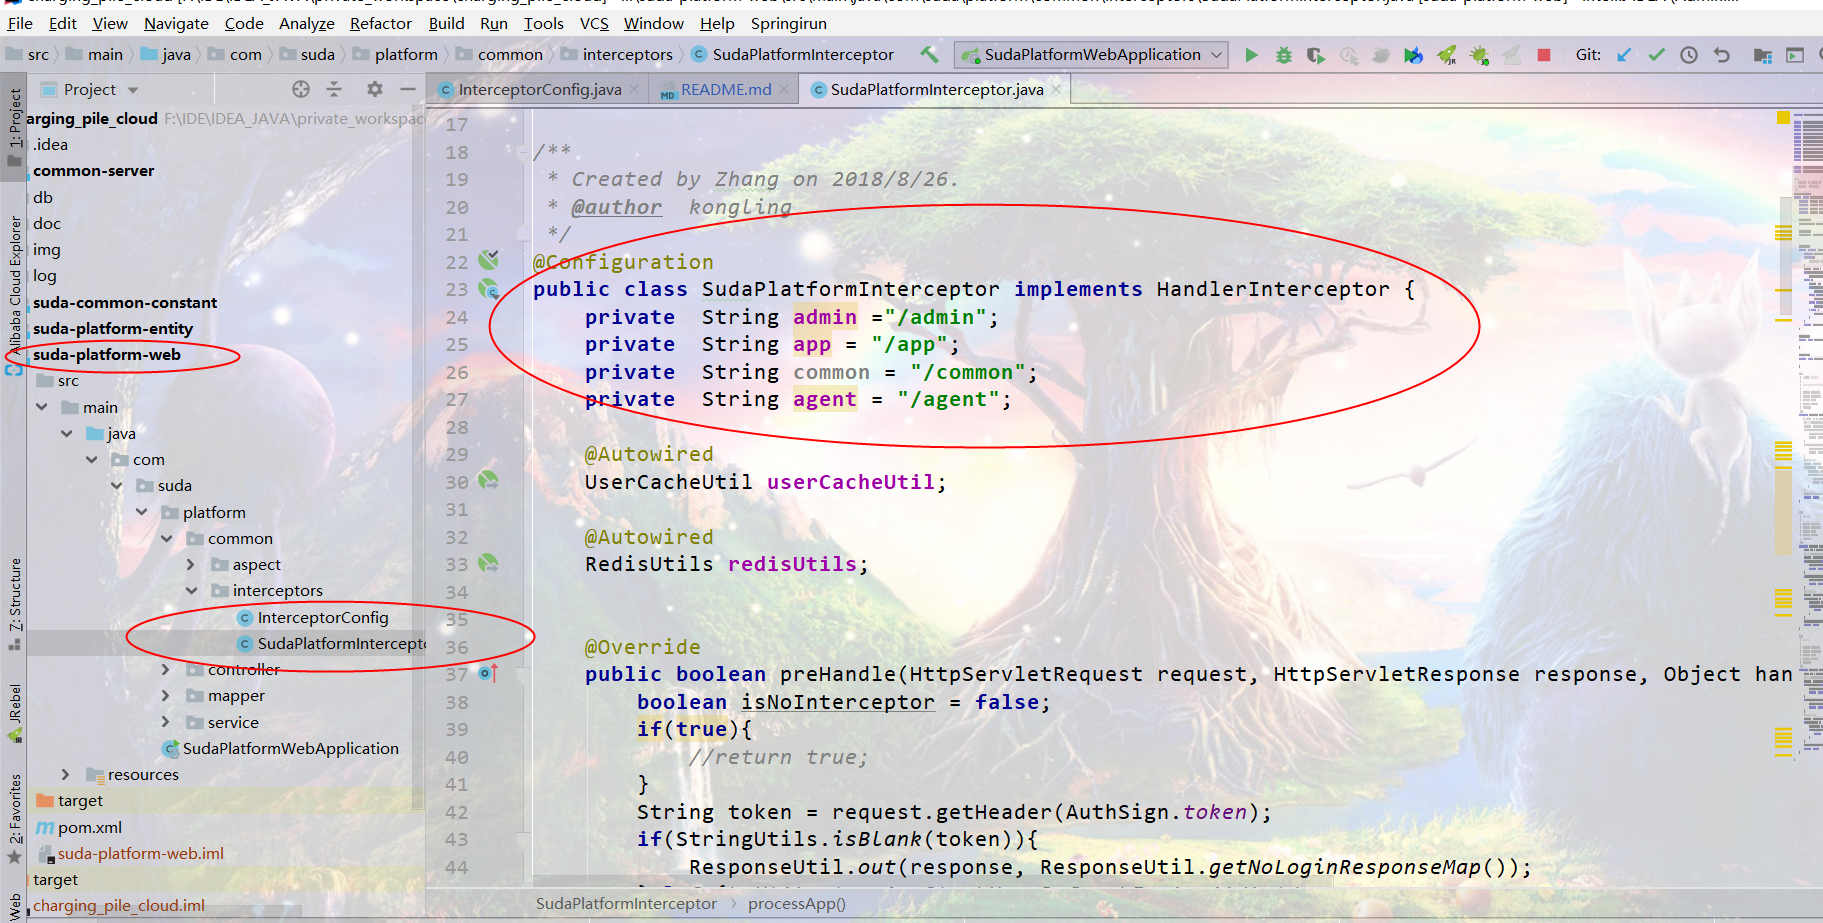 File Edit View Navigate Code Analyze Refactor Build Run Tools VCS Window Help Springirun
src main java com suda platform common interceptors SudaPlatformInterceptor SudaPlatformWebApplication Git:
Project InterceptorConfig.java README.md SudaPlatformInterceptor.java
1: Project
Alibaba Cloud Explorer
7: Structure
JRebel
2: Favorites
Web
arging_pile_cloud F:\IDE\IDEA_JAVA\private_workspac
.idea
common-server
db
doc
img
log
suda-common-constant
suda-platform-entity
suda-platform-web
src
main
java
com
suda
platform
common
aspect
interceptors
InterceptorConfig
SudaPlatformIntercept
controller
mapper
service
SudaPlatformWebApplication
resources
target
pom.xml
suda-platform-web.iml
target
charging_pile_cloud.iml
17
18 /**
19 * Created by Zhang on 2018/8/26.
20 * @author kongling
21 */
22 @Configuration
23 public class SudaPlatformInterceptor implements HandlerInterceptor {
24 private String admin ="/admin";
25 private String app = "/app";
26 private String common = "/common";
27 private String agent = "/agent";
28
29 @Autowired
30 UserCacheUtil userCacheUtil;
31
32 @Autowired
33 RedisUtils redisUtils;
34
35
36 @Override
37 public boolean preHandle(HttpServletRequest request, HttpServletResponse response, Object han
38 boolean isNoInterceptor = false;
39 if(true){
40 //return true;
41 }
42 String token = request.getHeader(AuthSign.token);
43 if(StringUtils.isBlank(token)){
44 ResponseUtil.out(response, ResponseUtil.getNoLoginResponseMap());
SudaPlatformInterceptor processApp()